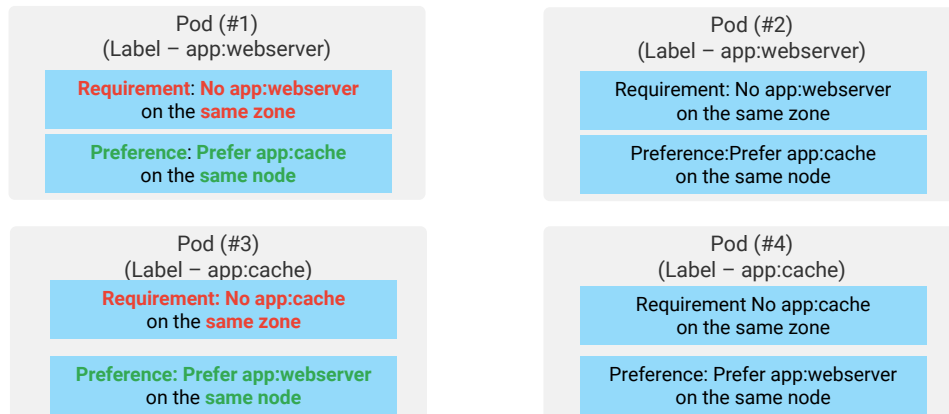 Pod (#1)
(Label – app:webserver)
Requirement: No app:webserver
on the same zone
Preference: Prefer app:cache
on the same node
Pod (#2)
(Label – app:webserver)
Requirement: No app:webserver
on the same zone
Preference:Prefer app:cache
on the same node
Pod (#3)
(Label – app:cache)
Requirement: No app:cache
on the same zone
Preference: Prefer app:webserver
on the same node
Pod (#4)
(Label – app:cache)
Requirement No app:cache
on the same zone
Preference: Prefer app:webserver
on the same node